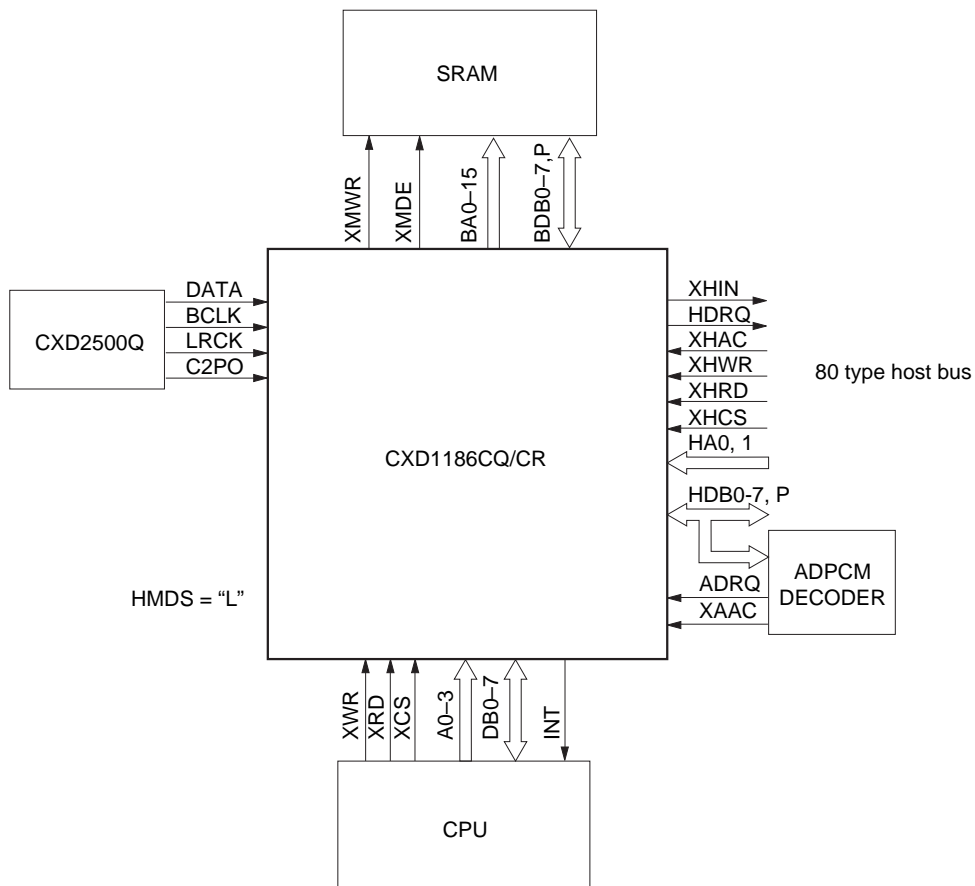 SRAM
XMWR
XMDE
BA0–15
BDB0–7,P
DATA
BCLK
LRCK
C2PO
CXD2500Q
XHIN
HDRQ
XHAC
XHWR
XHRD
XHCS
HA0, 1
HDB0-7, P
80 type host bus
CXD1186CQ/CR
ADPCM
DECODER
ADRQ
XAAC
HMDS = “L”
XWR
XRD
XCS
A0–3
DB0–7
INT
CPU